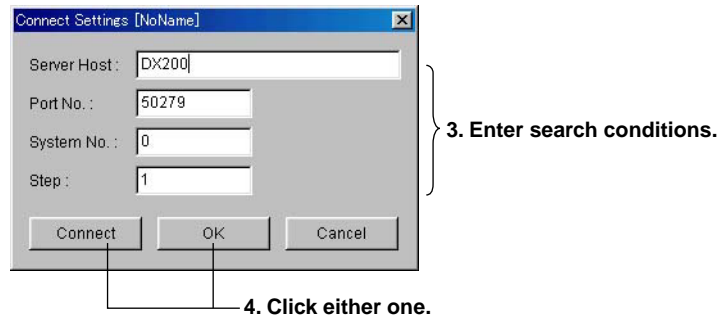 Connect Settings [NoName]
Server Host : DX200
Port No. : 50279
3. Enter search conditions.
System No. : 0
Step : 1
Connect OK Cancel
4. Click either one.